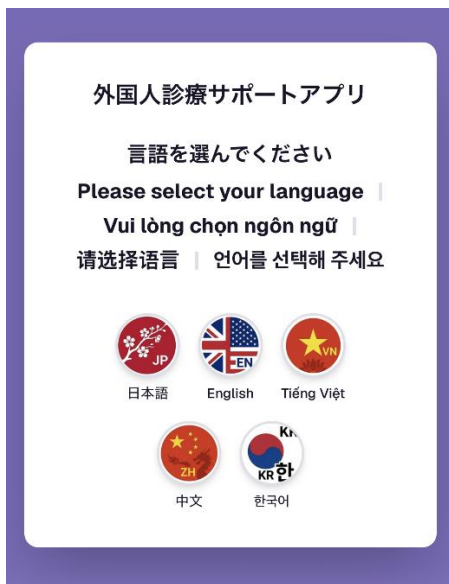 外国人診療サポートアプリ
言語を選んでください
Please select your language |
Vui lòng chọn ngôn ngữ |
请选择语言 | 언어를 선택해 주세요
JP EN VN
日本語 English Tiếng Việt
ZH KR KR 한
中文 한국어